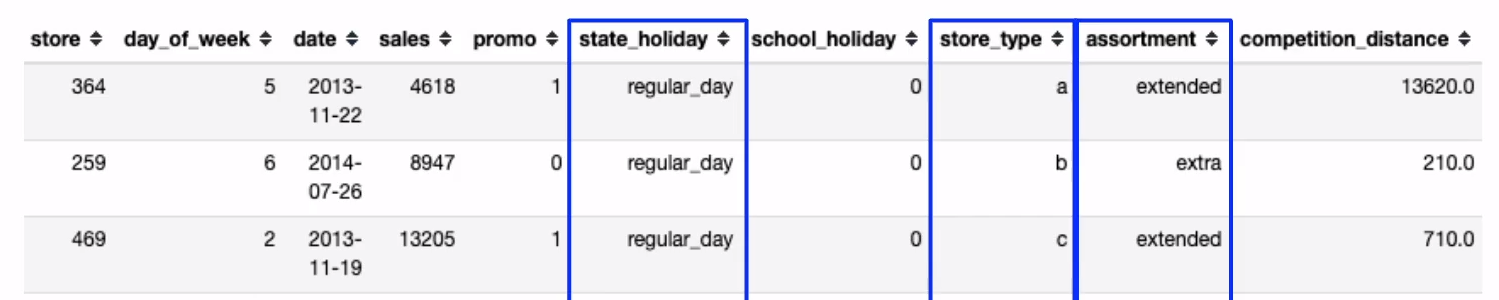 store day_of_week date sales promo state_holiday school_holiday store_type assortment competition_distance
364 5 2013- 4618 1 regular_day 0 a extended 13620.0
11-22
259 6 2014- 8947 0 regular_day 0 b extra 210.0
07-26
469 2 2013- 13205 1 regular_day 0 c extended 710.0
11-19